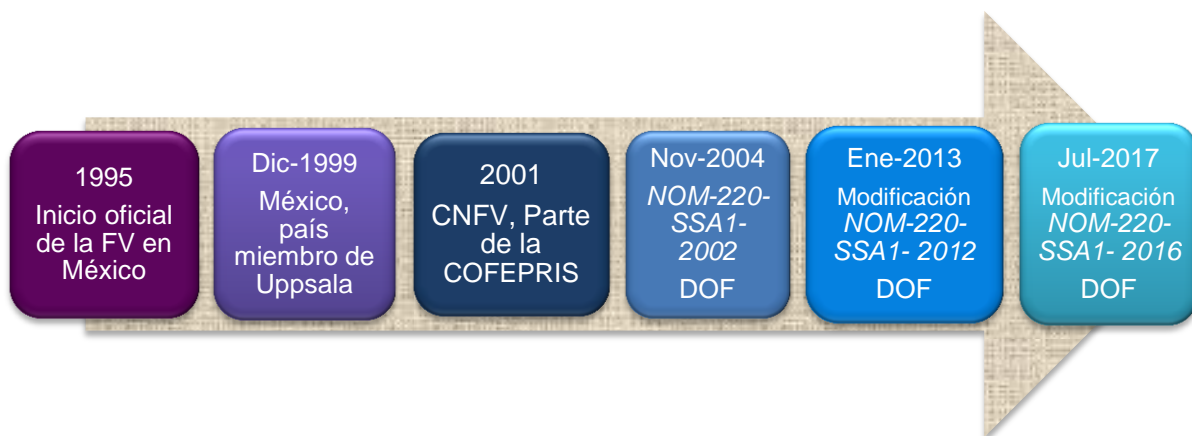 1995
Inicio oficial
de la FV en
México
Dic-1999
México,
país
miembro de
Uppsala
2001
CNFV, Parte
de la
COFEPRIS
Nov-2004
NOM-220-
SSA1-
2002
DOF
Ene-2013
Modificación
NOM-220-
SSA1- 2012
DOF
Jul-2017
Modificación
NOM-220-
SSA1- 2016
DOF